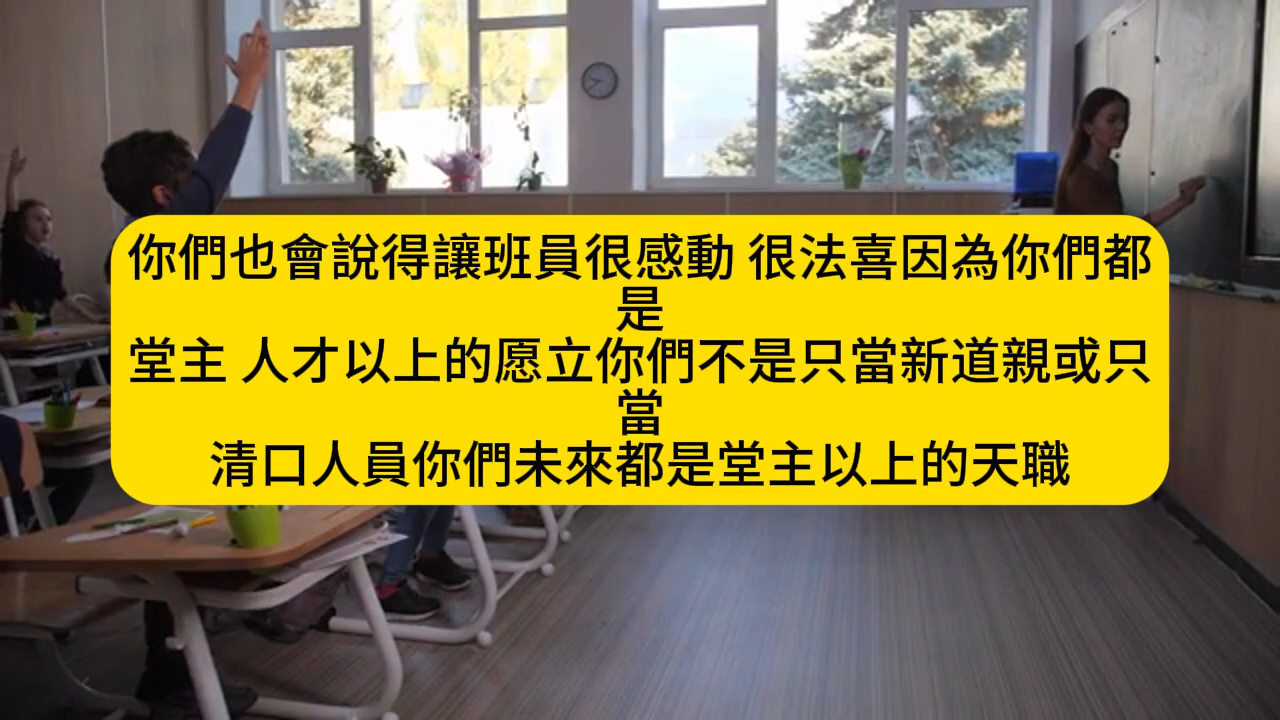 你們也會說得讓班員很感動 很法喜因為你們都
是
堂主 人才以上的愿立你們不是只當新道親或只
當
清口人員你們未來都是堂主以上的天職